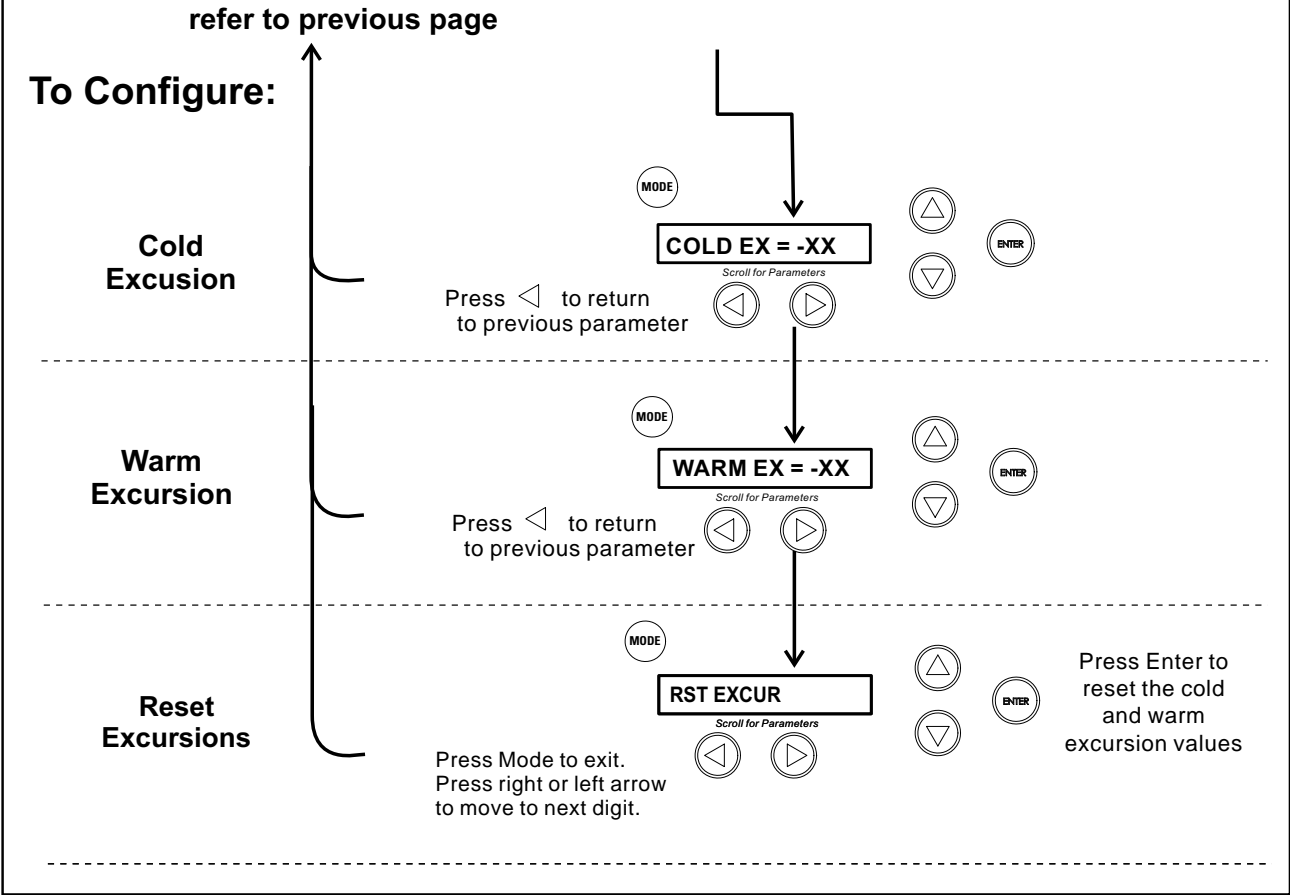 refer to previous page
To Configure:
MODE
Cold
Excusion
COLD EX = -XX
ENTER
Scroll for Parameters
Press ◁ to return
to previous parameter
MODE
Warm
Excursion
WARM EX = -XX
ENTER
Scroll for Parameters
Press ◁ to return
to previous parameter
MODE
Reset
Excursions
RST EXCUR
ENTER
Press Enter to
reset the cold
and warm
excursion values
Scroll for Parameters
Press Mode to exit.
Press right or left arrow
to move to next digit.